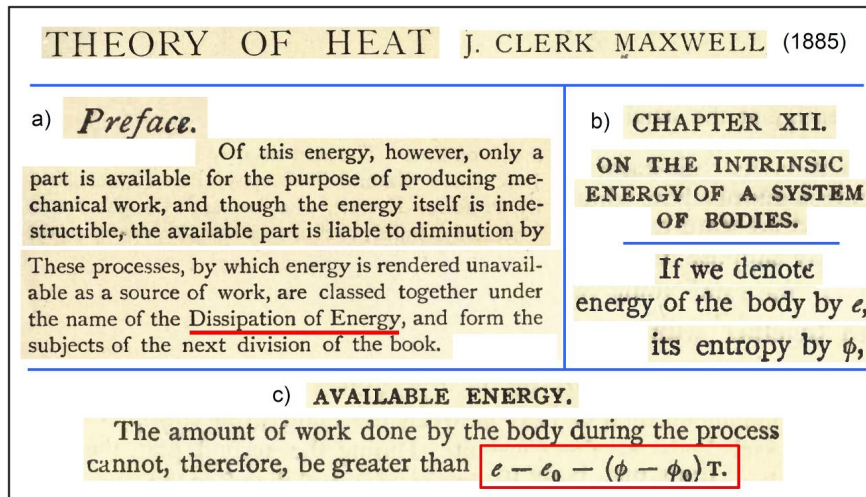 THEORY OF HEAT J. CLERK MAXWELL (1885)
a) Preface.
Of this energy, however, only a
part is available for the purpose of producing me-
chanical work, and though the energy itself is inde-
structible, the available part is liable to diminution by
These processes, by which energy is rendered unavail-
able as a source of work, are classed together under
the name of the Dissipation of Energy, and form the
subjects of the next division of the book.
b) CHAPTER XII.
ON THE INTRINSIC
ENERGY OF A SYSTEM
OF BODIES.
If we denote
energy of the body by e,
its entropy by ϕ,
c) AVAILABLE ENERGY.
The amount of work done by the body during the process
cannot, therefore, be greater than e − e₀ − (ϕ − ϕ₀) T.